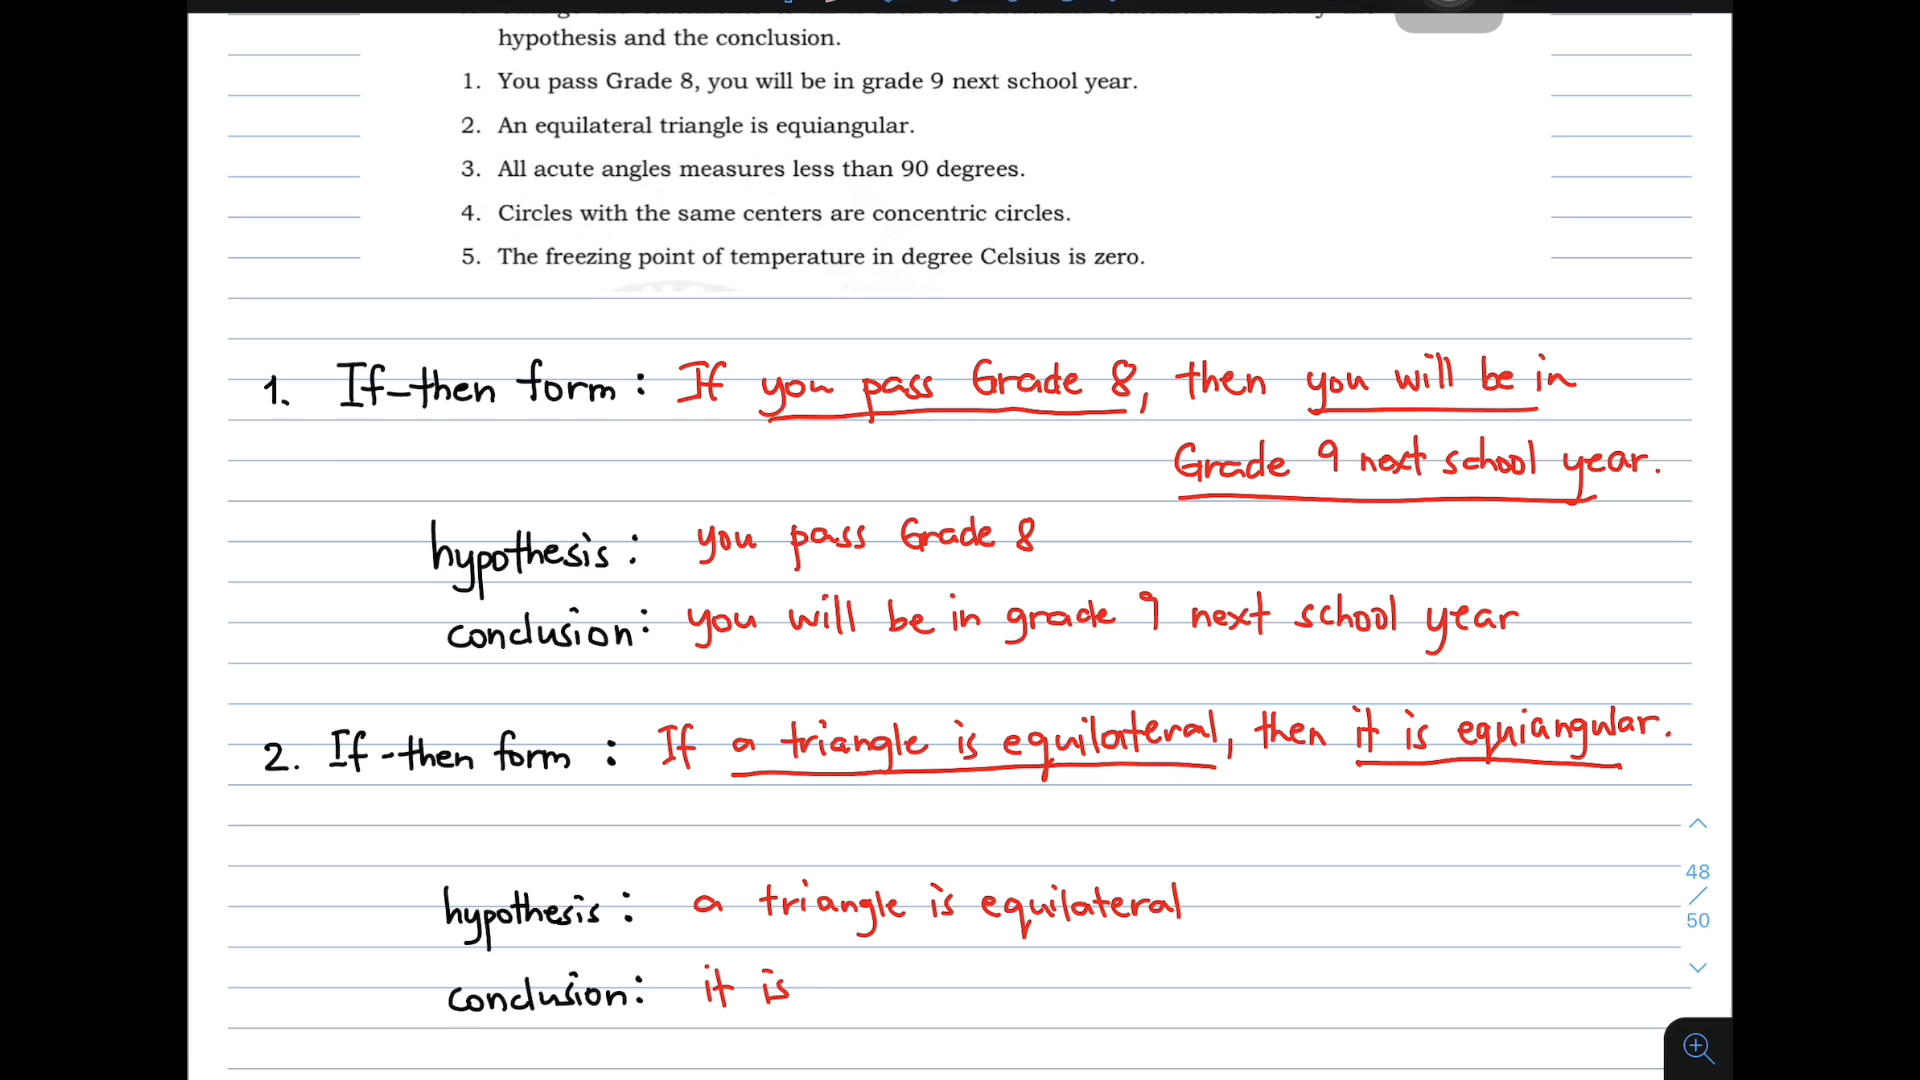 hypothesis and the conclusion.
1. You pass Grade 8, you will be in grade 9 next school year.
2. An equilateral triangle is equiangular.
3. All acute angles measures less than 90 degrees.
4. Circles with the same centers are concentric circles.
5. The freezing point of temperature in degree Celsius is zero.
1. If-then form : If you pass Grade 8, then you will be in
Grade 9 next school year.
hypothesis : you pass Grade 8
conclusion : you will be in grade 9 next school year
2. If-then form : If a triangle is equilateral, then it is equiangular.
48
/
50
hypothesis : a triangle is equilateral
conclusion : it is